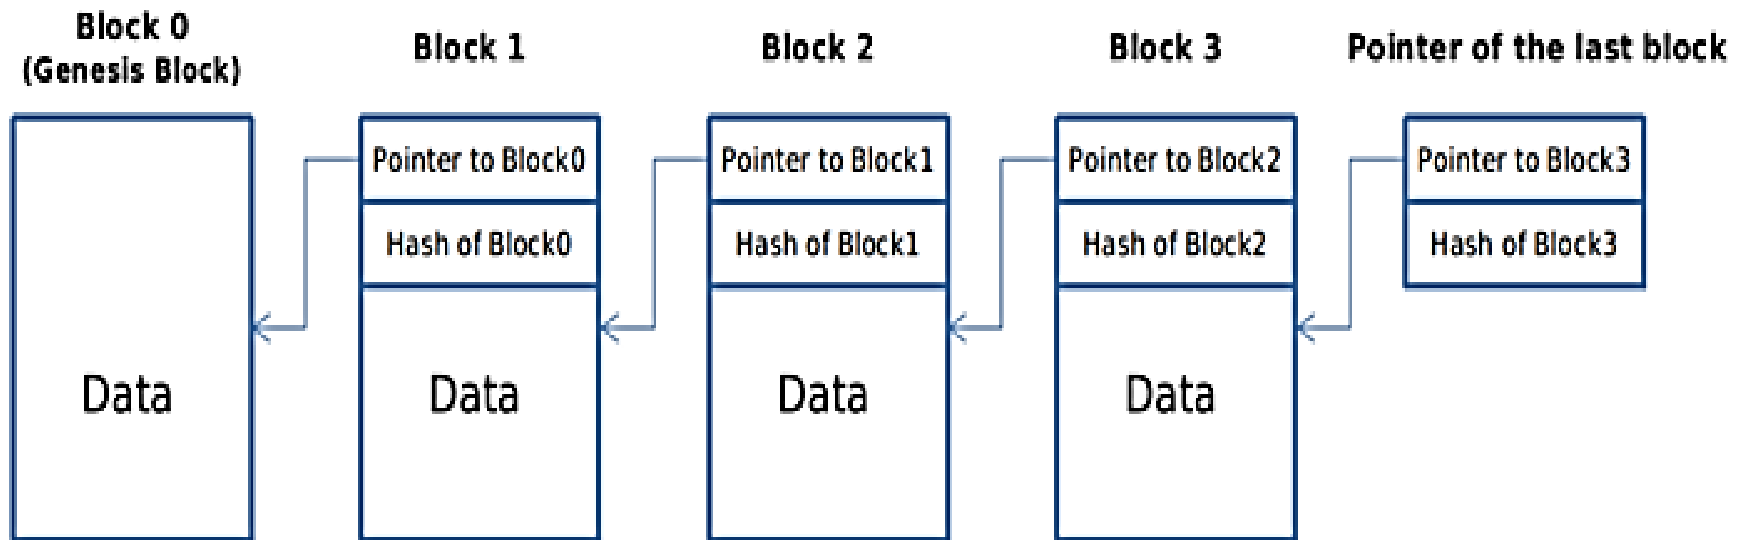 Block 0
(Genesis Block)
Block 1
Block 2
Block 3
Pointer of the last block
Data
Pointer to Block0
Hash of Block0
Data
Pointer to Block1
Hash of Block1
Data
Pointer to Block2
Hash of Block2
Data
Pointer to Block3
Hash of Block3